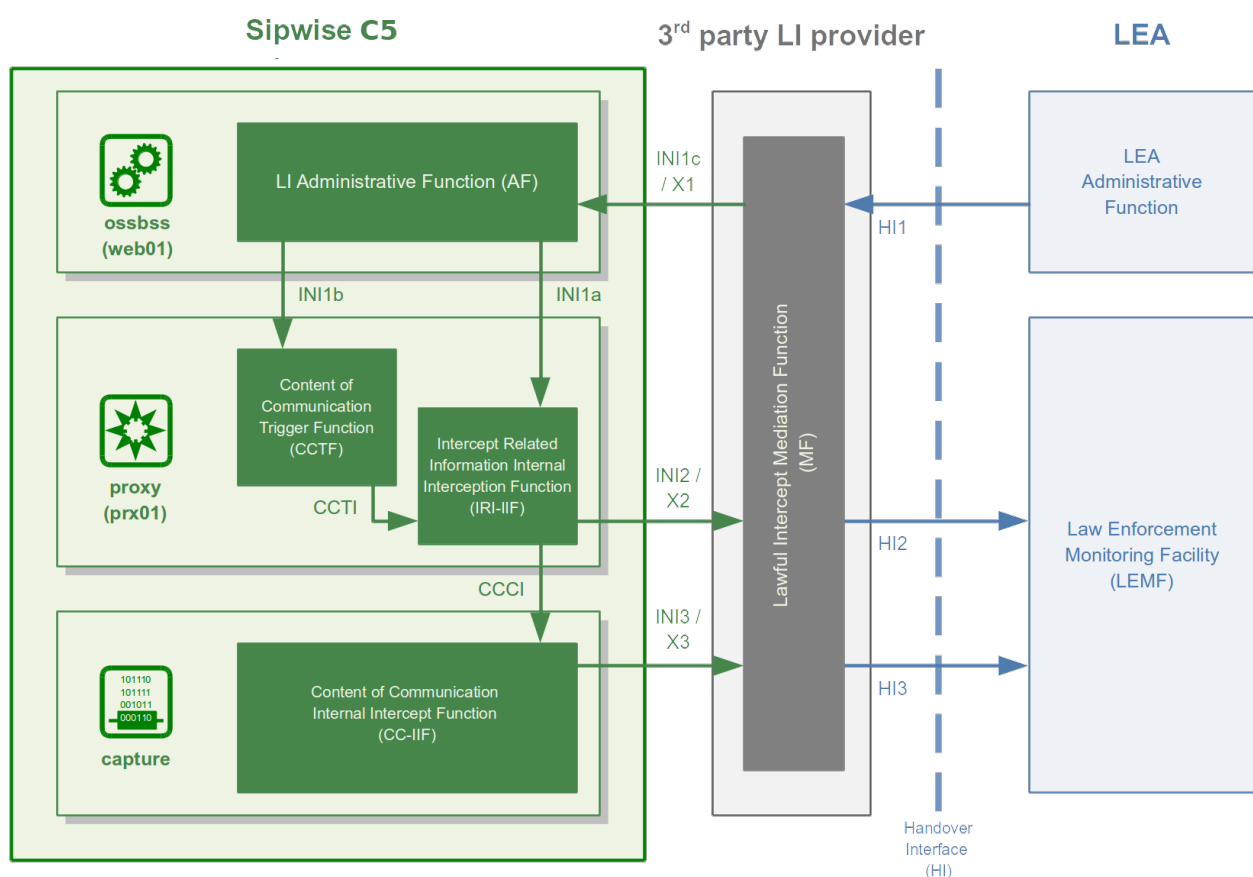 Sipwise C5
3rd party LI provider
LEA
ossbss
(web01)
LI Administrative Function (AF)
INI1c
/ X1
HI1
LEA
Administrative
Function
INI1b
INI1a
proxy
(prx01)
Content of
Communication
Trigger Function
(CCTF)
Intercept Related
Information Internal
Interception Function
(IRI-IIF)
CCTI
INI2 /
X2
Lawful Intercept Mediation Function
(MF)
HI2
Law Enforcement
Monitoring Facility
(LEMF)
CCCI
INI3 /
X3
HI3
101110
101111
001011
000110
capture
Content of Communication
Internal Intercept Function
(CC-IIF)
Handover
Interface
(HI)